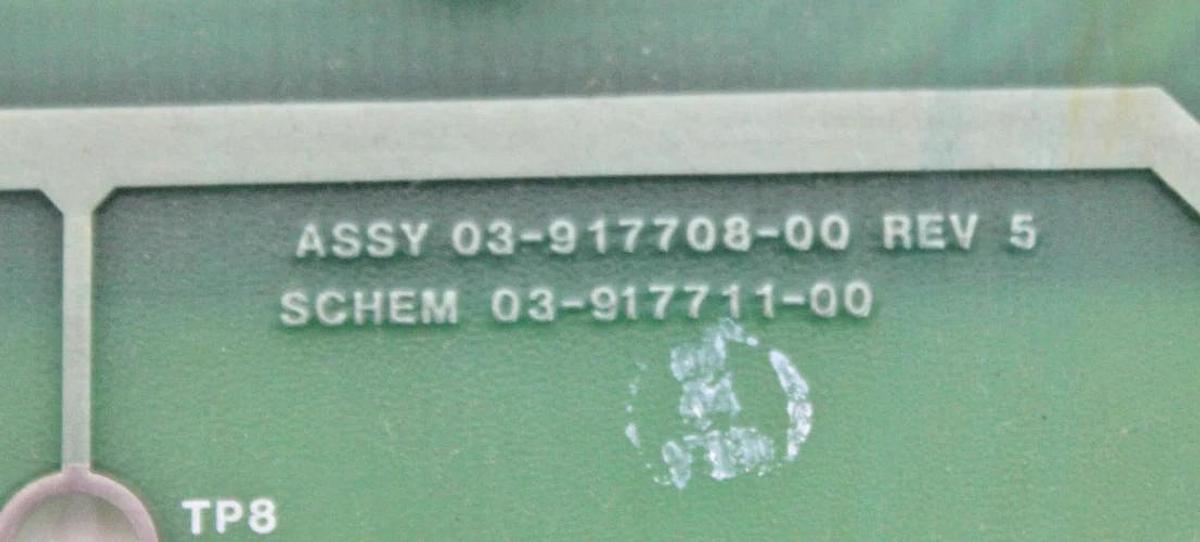 ASSY 03-917708-00 REV 5
SCHEM 03-917711-00
TP8